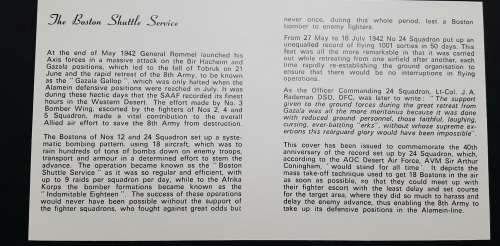 The Boston Shuttle Service
At the end of May 1942 General Rommel launched his
Axis forces in a massive attack on the Bir Hacheim and
Gazala positions, which led to the fall of Tobruk on 21
June and the rapid retreat of the 8th Army, to be known
as the "Gazala Gallop", which was only halted when the
Alamein defensive positions were reached in July. It was
during these hectic days that the SAAF recorded its finest
hours in the Western Desert. The effort made by No. 3
Bomber Wing, escorted by the fighters of Nos 2, 4 and
5 Squadron, made a vital contribution to the overall
Allied air effort to save the 8th Army from destruction.
The Bostons of Nos 12 and 24 Squadron set up a syste-
matic bombing pattern, using 18 aircraft, which was to
rain hundreds of tons of bombs down on enemy troops,
transport and armour in a determined effort to stem the
advance. The operation became known as the "Boston
Shuttle Service" as it was so regular and efficient, with
up to 9 raids per squadron per day, while to the Afrika
Korps the bomber formations became known as the
"Indomitable Eighteen". The success of these operations
would never have been possible without the support of
the fighter squadrons, who fought against great odds but
never once, during this whole period, lost a Boston
bomber to enemy fighters.
From 27 May to 16 July 1942 No 24 Squadron put up an
unequalled record of flying 1001 sorties in 50 days. This
feat was all the more remarkable in that it was carried
out while retreating from one airfield after another, each
time rapidly re-establishing the ground organisation to
ensure that there would be no interruptions in flying
operations.
As the Officer Commanding 24 Squadron, Lt-Col. J. A.
Rademan DSO, DFC, was later to write: "The support
given to the ground forces during the great retreat from
Gazala was all the more meritorius because it was done
with reduced ground personnel, those faithful, laughing,
cursing, ever-batting 'erks', without whose supreme ex-
ertions this rearguard glory would have been impossible"
This cover has been issued to commemorate the 40th
anniversary of the record set up by 24 Squadron, which,
according to the AOC Desert Air Force, AVM Sir Arthur
Coningham, "would stand for all time". It depicts the
mass take-off technique used to get 18 Bostons in the air
as soon as possible, so that they could meet up with
their fighter escort with the least delay and set course
for the target area, where they did so much to harass and
delay the enemy advance, thus enabling the 8th Army to
take up its defensive positions in the Alamein-line.